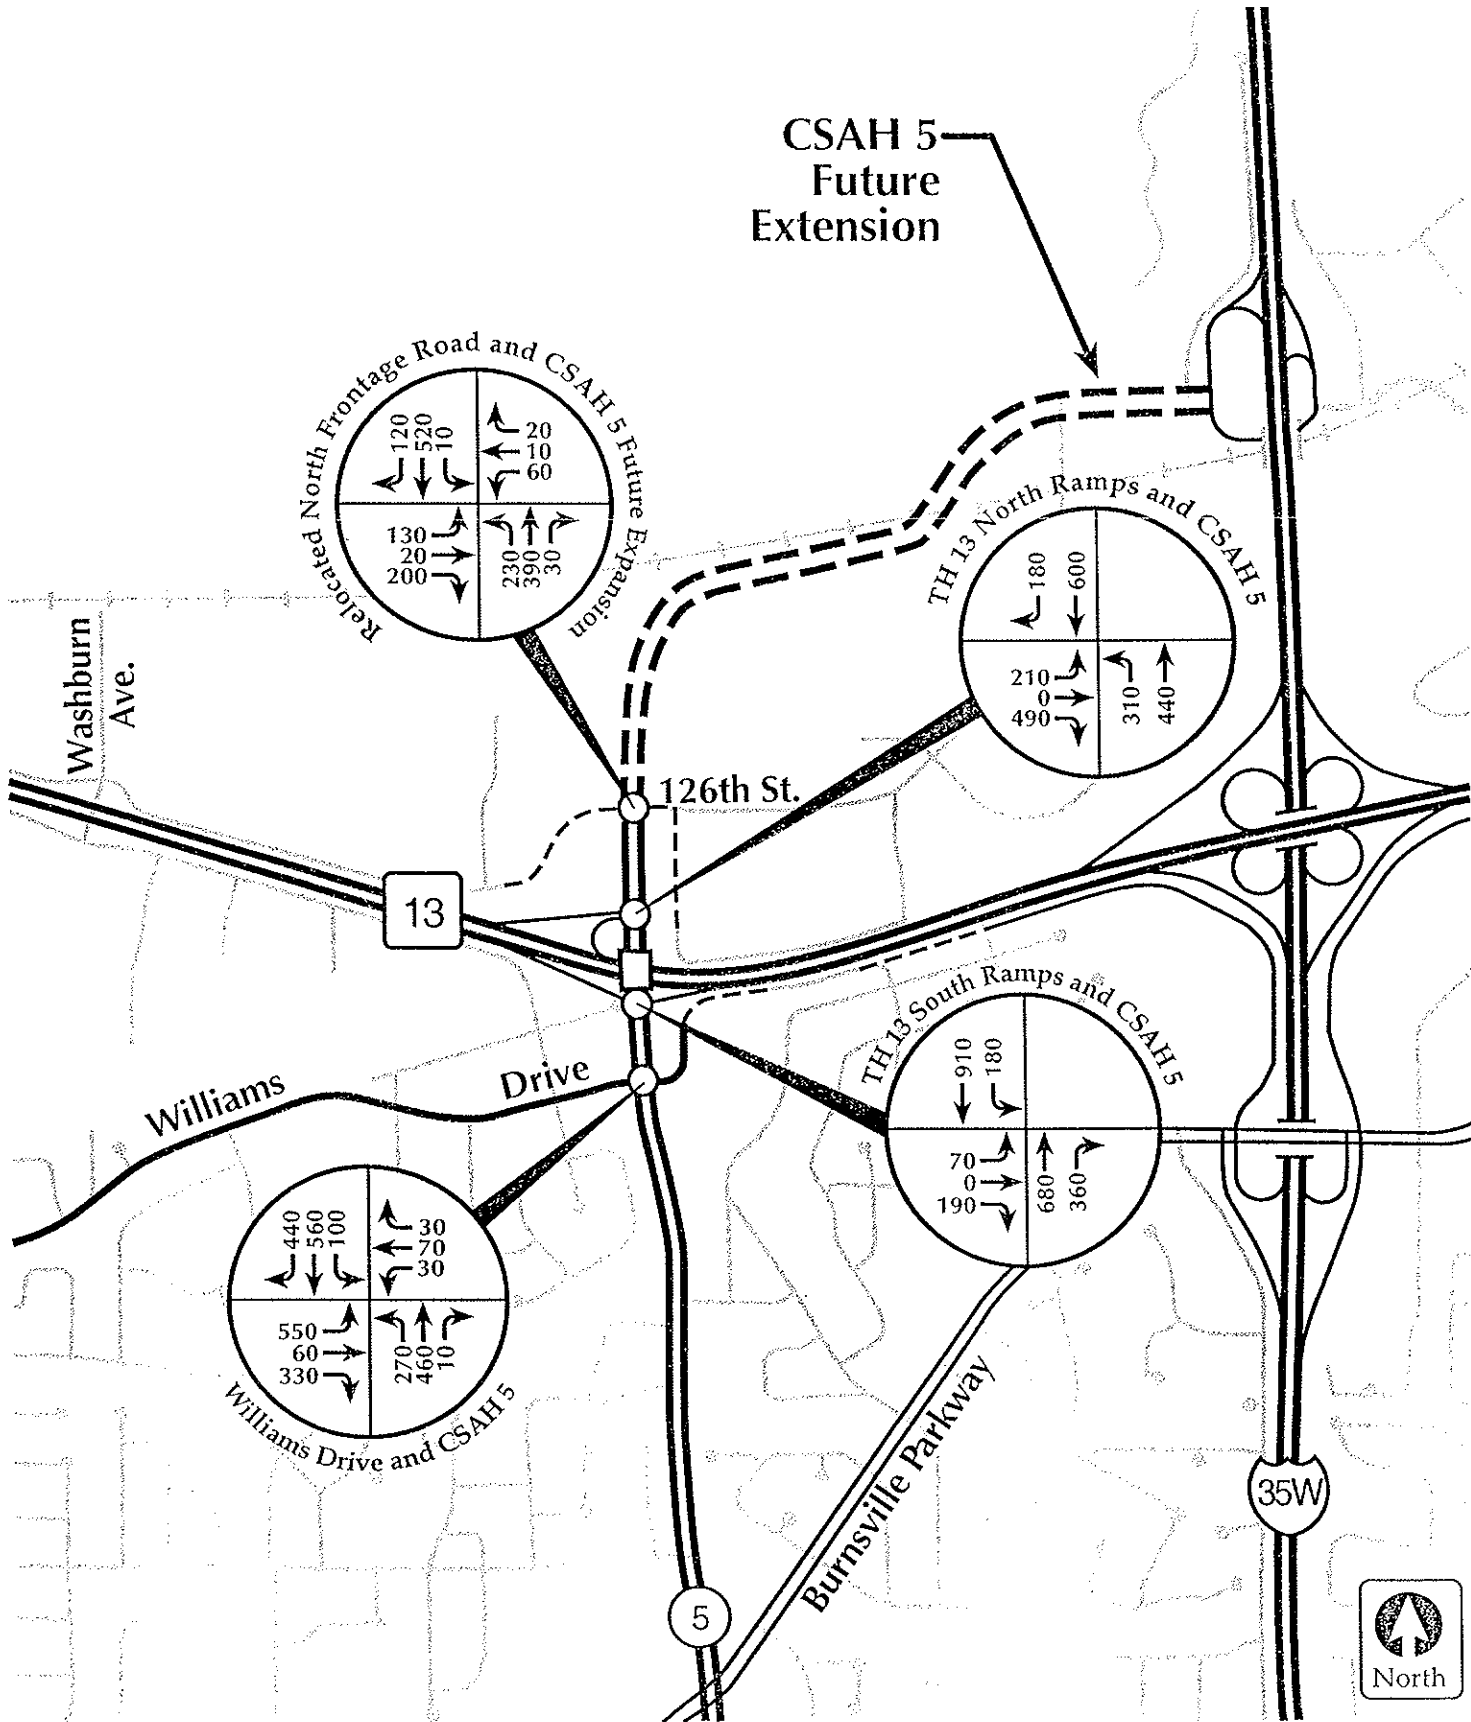 CSAH 5
Future
Extension
Relocated North Frontage Road and CSAH 5 Future Expansion
120
520
10
20
10
60
130
20
200
230
390
30
TH 13 North Ramps and CSAH 5
180
600
210
0
490
310
440
Washburn
Ave.
126th St.
13
TH 13 South Ramps and CSAH 5
910
180
70
0
190
680
360
Williams Drive
440
560
100
30
70
30
550
60
330
270
460
10
Williams Drive and CSAH 5
Burnsville Parkway
35W
5
North